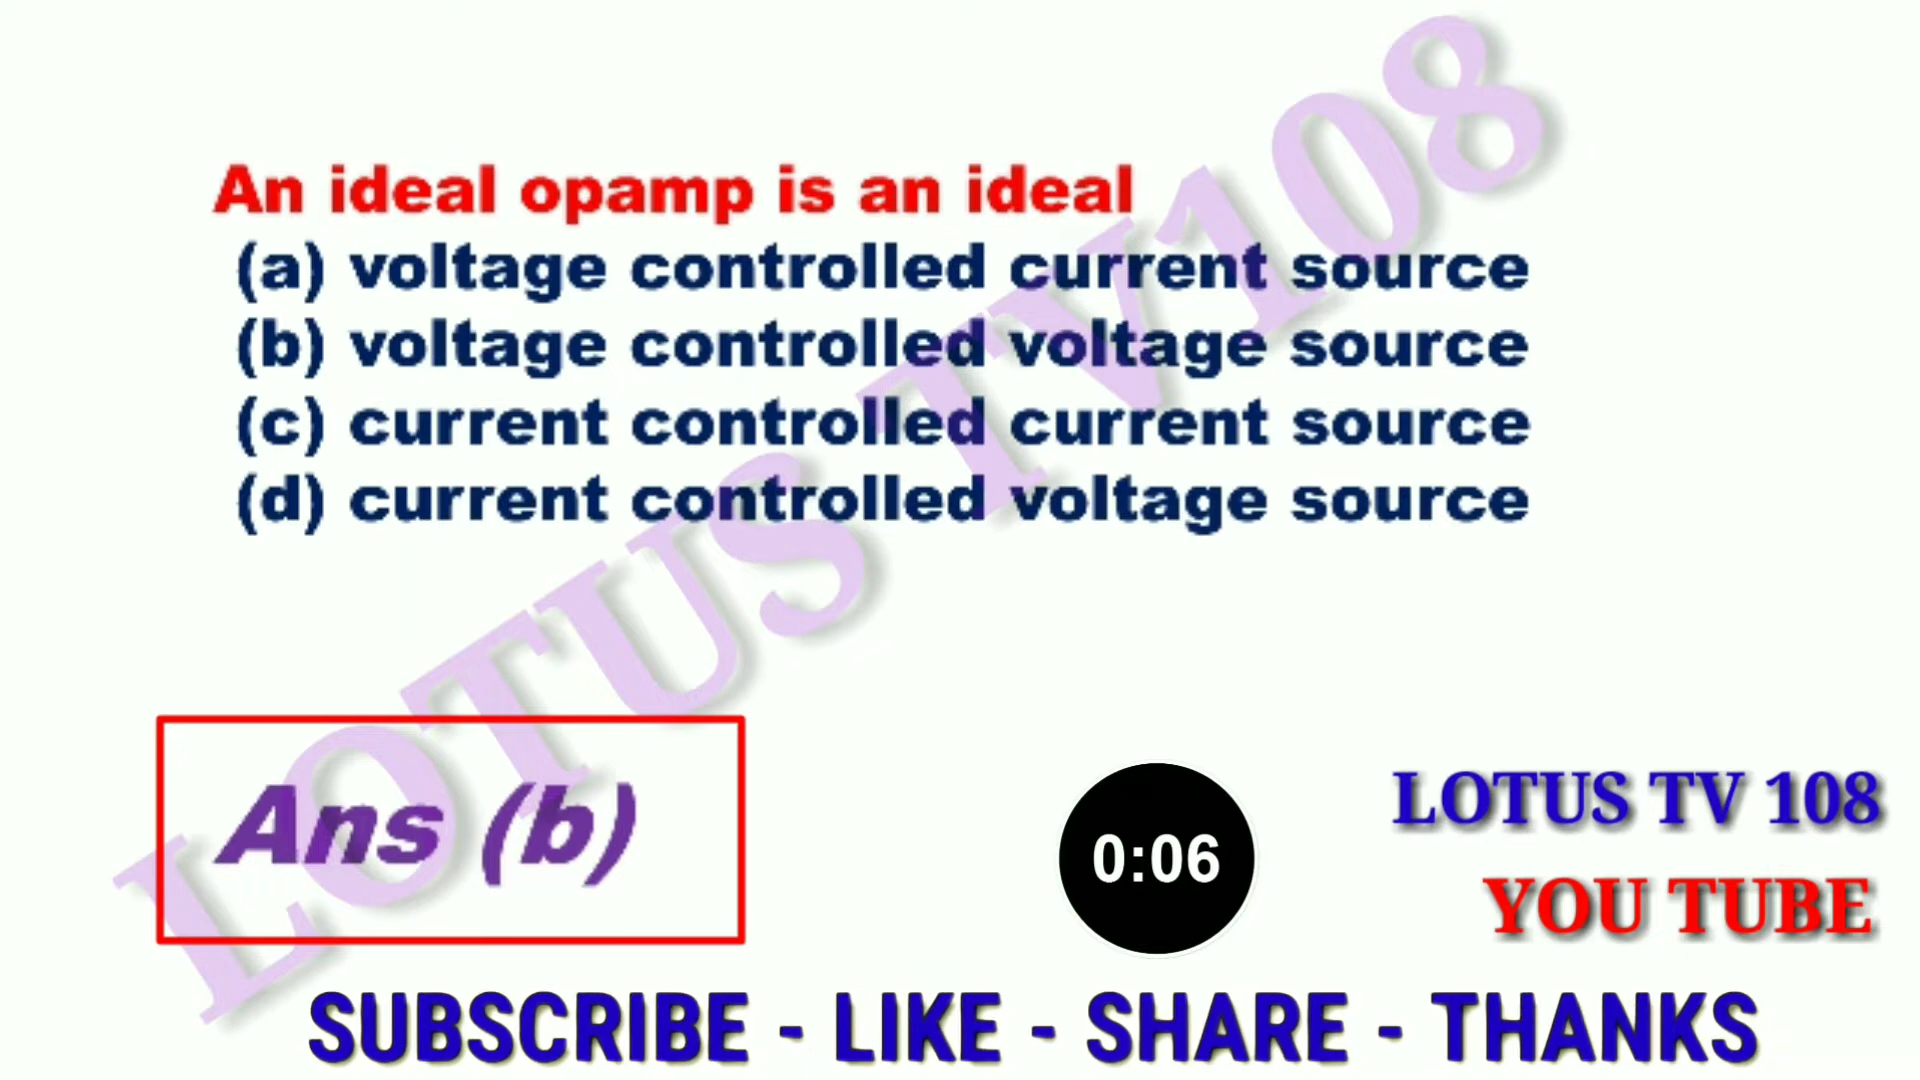 An ideal opamp is an ideal
(a) voltage controlled current source
(b) voltage controlled voltage source
(c) current controlled current source
(d) current controlled voltage source
LOTUS TV108
Ans (b)
0:06
LOTUS TV 108
YOU TUBE
SUBSCRIBE - LIKE - SHARE - THANKS